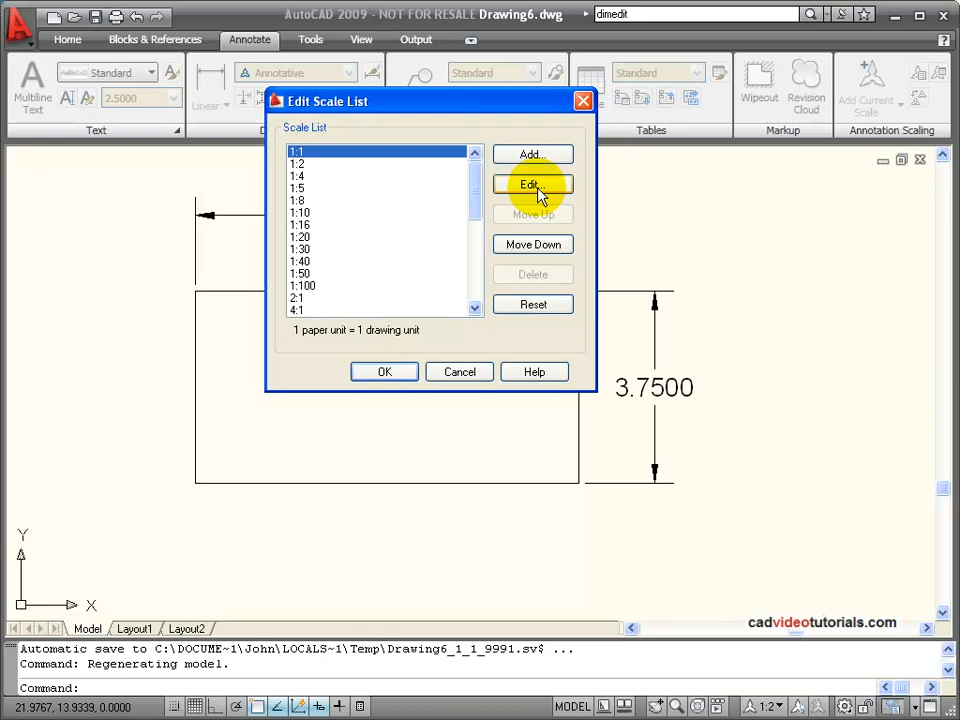 AutoCAD 2009 - NOT FOR RESALE Drawing6.dwg
dimedit
Home Blocks & References Annotate Tools View Output
Multiline Text
Standard
2.5000
Text
Linear
Annotative
Standard
Standard
Tables
Wipeout
Revision Cloud
Markup
Add Current Scale
Annotation Scaling
Edit Scale List
Scale List
1:1
1:2
1:4
1:5
1:8
1:10
1:16
1:20
1:30
1:40
1:50
1:100
2:1
4:1
Add...
Edit...
Move Up
Move Down
Delete
Reset
1 paper unit = 1 drawing unit
OK Cancel Help
3.7500
Y
X
cadvideotutorials.com
Model Layout1 Layout2
Automatic save to C:\DOCUME~1\John\LOCALS~1\Temp\Drawing6_1_1_9991.sv$ ...
Command: Regenerating model.
Command:
21.9767, 13.9339, 0.0000
MODEL
1:2